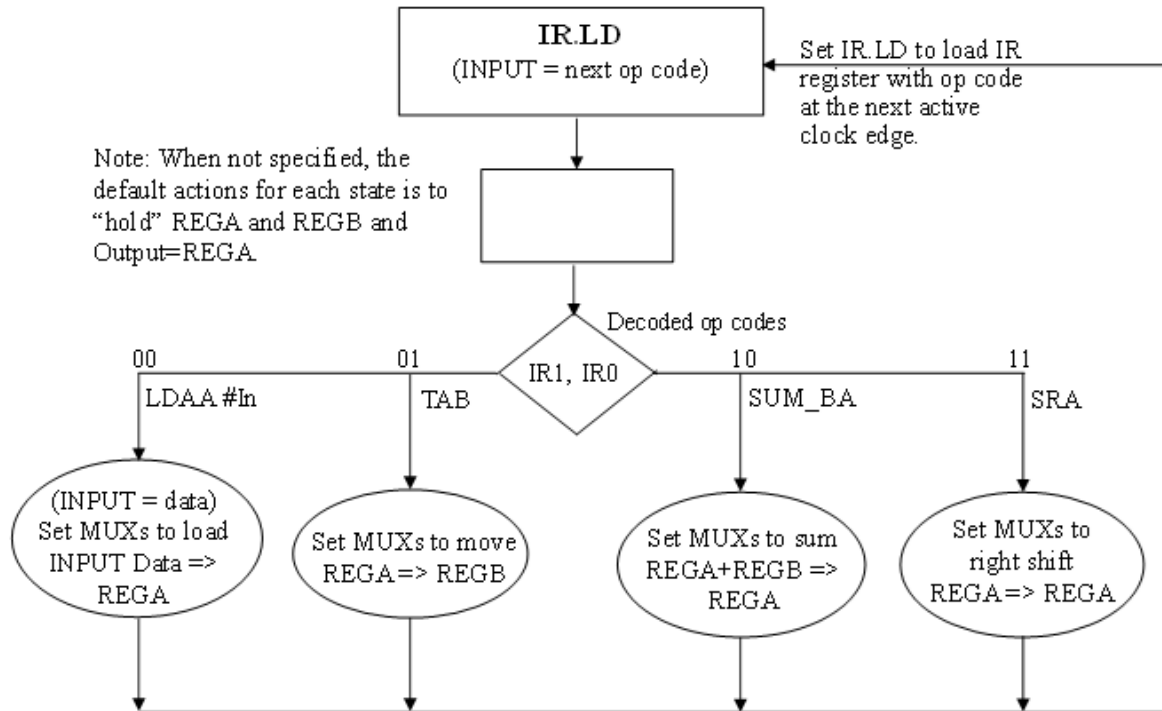 IR.LD
(INPUT = next op code)
Set IR.LD to load IR
register with op code
at the next active
clock edge.
Note: When not specified, the
default actions for each state is to
“hold” REGA and REGB and
Output=REGA
Decoded op codes
00
01
IR1, IR0
10
11
LDAA #In
TAB
SUM_BA
SRA
(INPUT = data)
Set MUXs to load
INPUT Data =>
REGA
Set MUXs to move
REGA => REGB
Set MUXs to sum
REGA+REGB =>
REGA
Set MUXs to
right shift
REGA => REGA